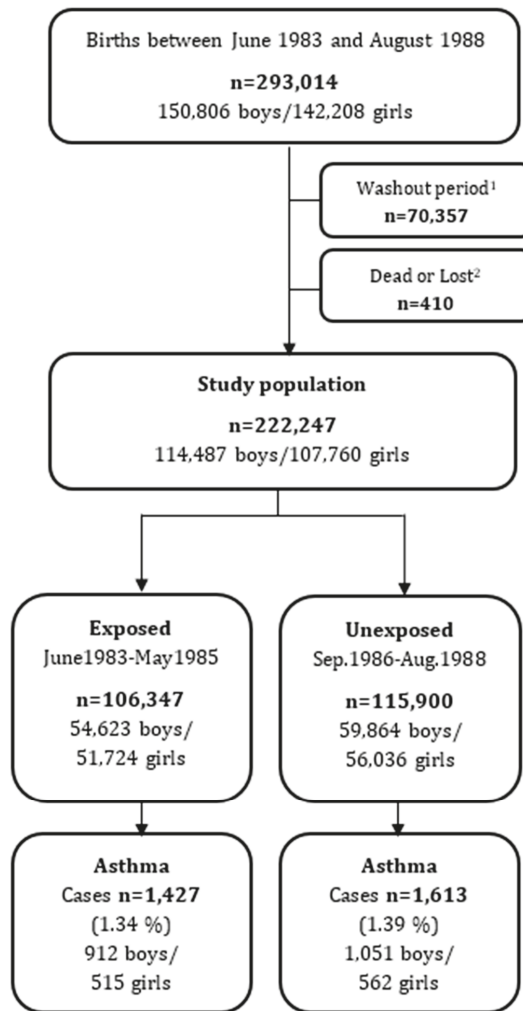 Births between June 1983 and August 1988
n=293,014
150,806 boys/142,208 girls
Washout period¹
n=70,357
Dead or Lost²
n=410
Study population
n=222,247
114,487 boys/107,760 girls
Exposed
June1983-May1985
n=106,347
54,623 boys/
51,724 girls
Unexposed
Sep.1986-Aug.1988
n=115,900
59,864 boys/
56,036 girls
Asthma
Cases n=1,427
(1.34 %)
912 boys/
515 girls
Asthma
Cases n=1,613
(1.39 %)
1,051 boys/
562 girls